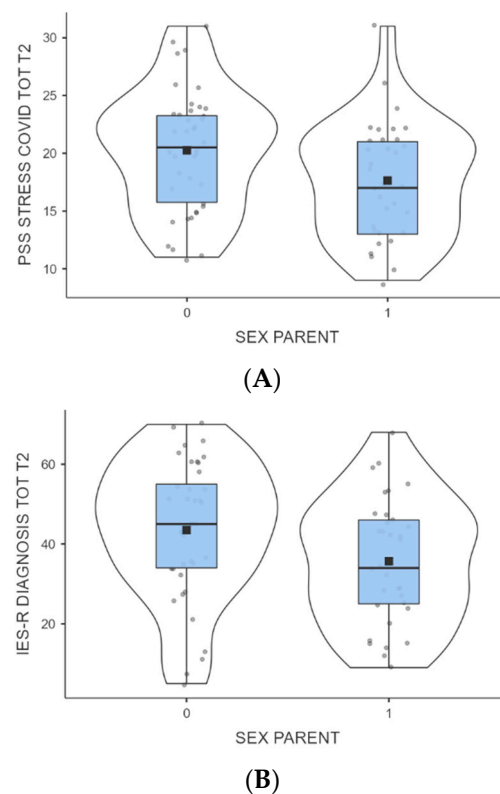 PSS STRESS COVID TOT T2
30
25
20
15
10
0
1
SEX PARENT
(A)
IES-R DIAGNOSIS TOT T2
60
40
20
0
1
SEX PARENT
(B)